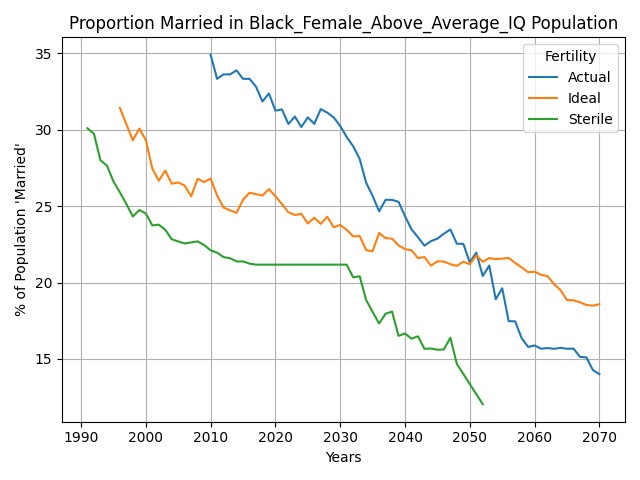 Proportion Married in Black_Female_Above_Average_IQ Population
Fertility
Actual
Ideal
Sterile
% of Population 'Married'
35
30
25
20
15
1990 2000 2010 2020 2030 2040 2050 2060 2070
Years